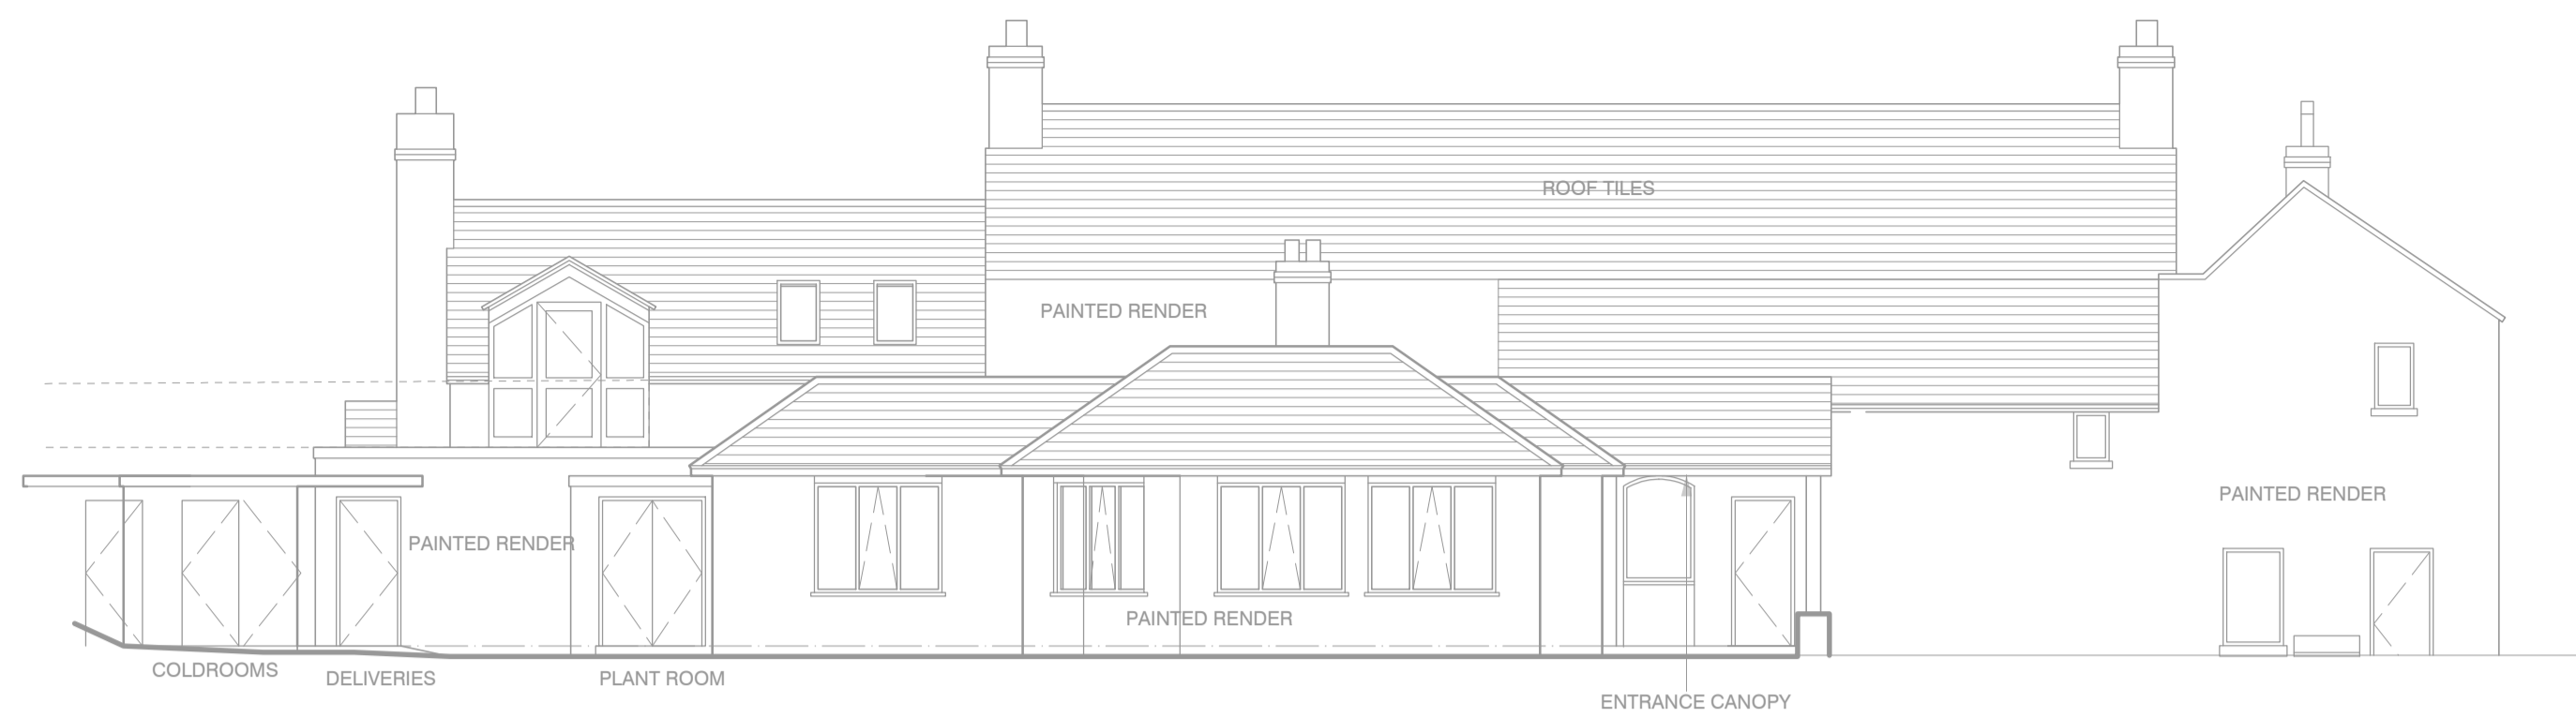 ROOF TILES
PAINTED RENDER
PAINTED RENDER
PAINTED RENDER
PAINTED RENDER
COLDROOMS
DELIVERIES
PLANT ROOM
ENTRANCE CANOPY